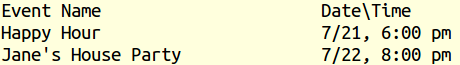 Event Name Date\Time
Happy Hour 7/21, 6:00 pm
Jane's House Party 7/22, 8:00 pm